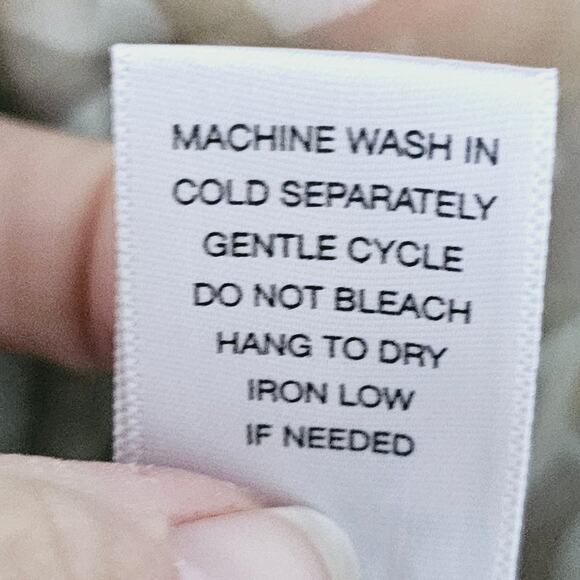 MACHINE WASH IN
COLD SEPARATELY
GENTLE CYCLE
DO NOT BLEACH
HANG TO DRY
IRON LOW
IF NEEDED